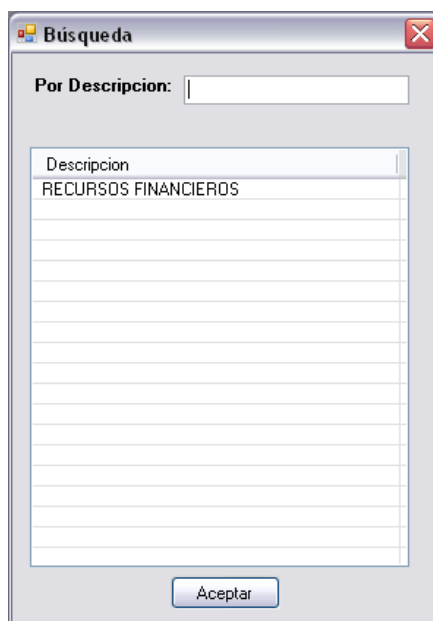 Búsqueda
Por Descripcion:
Descripcion
RECURSOS FINANCIEROS
Aceptar